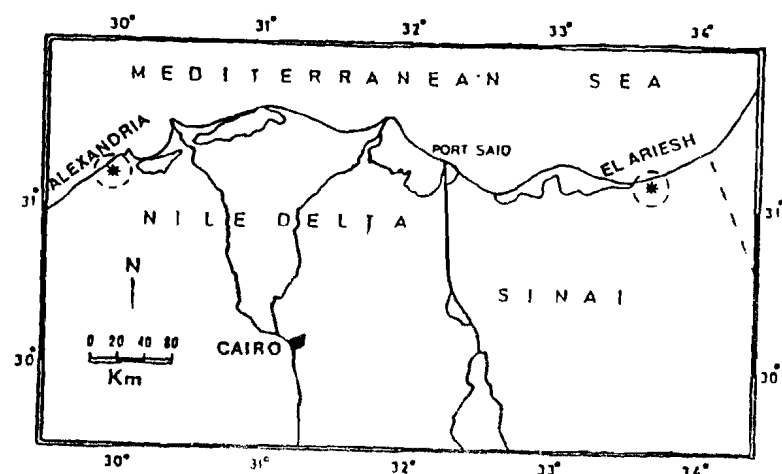 30° 31° 32° 33° 34°
MEDITERRANEAN SEA
ALEXANDRIA
PORT SAID
EL ARIESH
31° 31°
NILE DELTA
N
SINAI
0 20 40 80
Km
CAIRO
30° 30°
30° 31° 32° 33° 34°